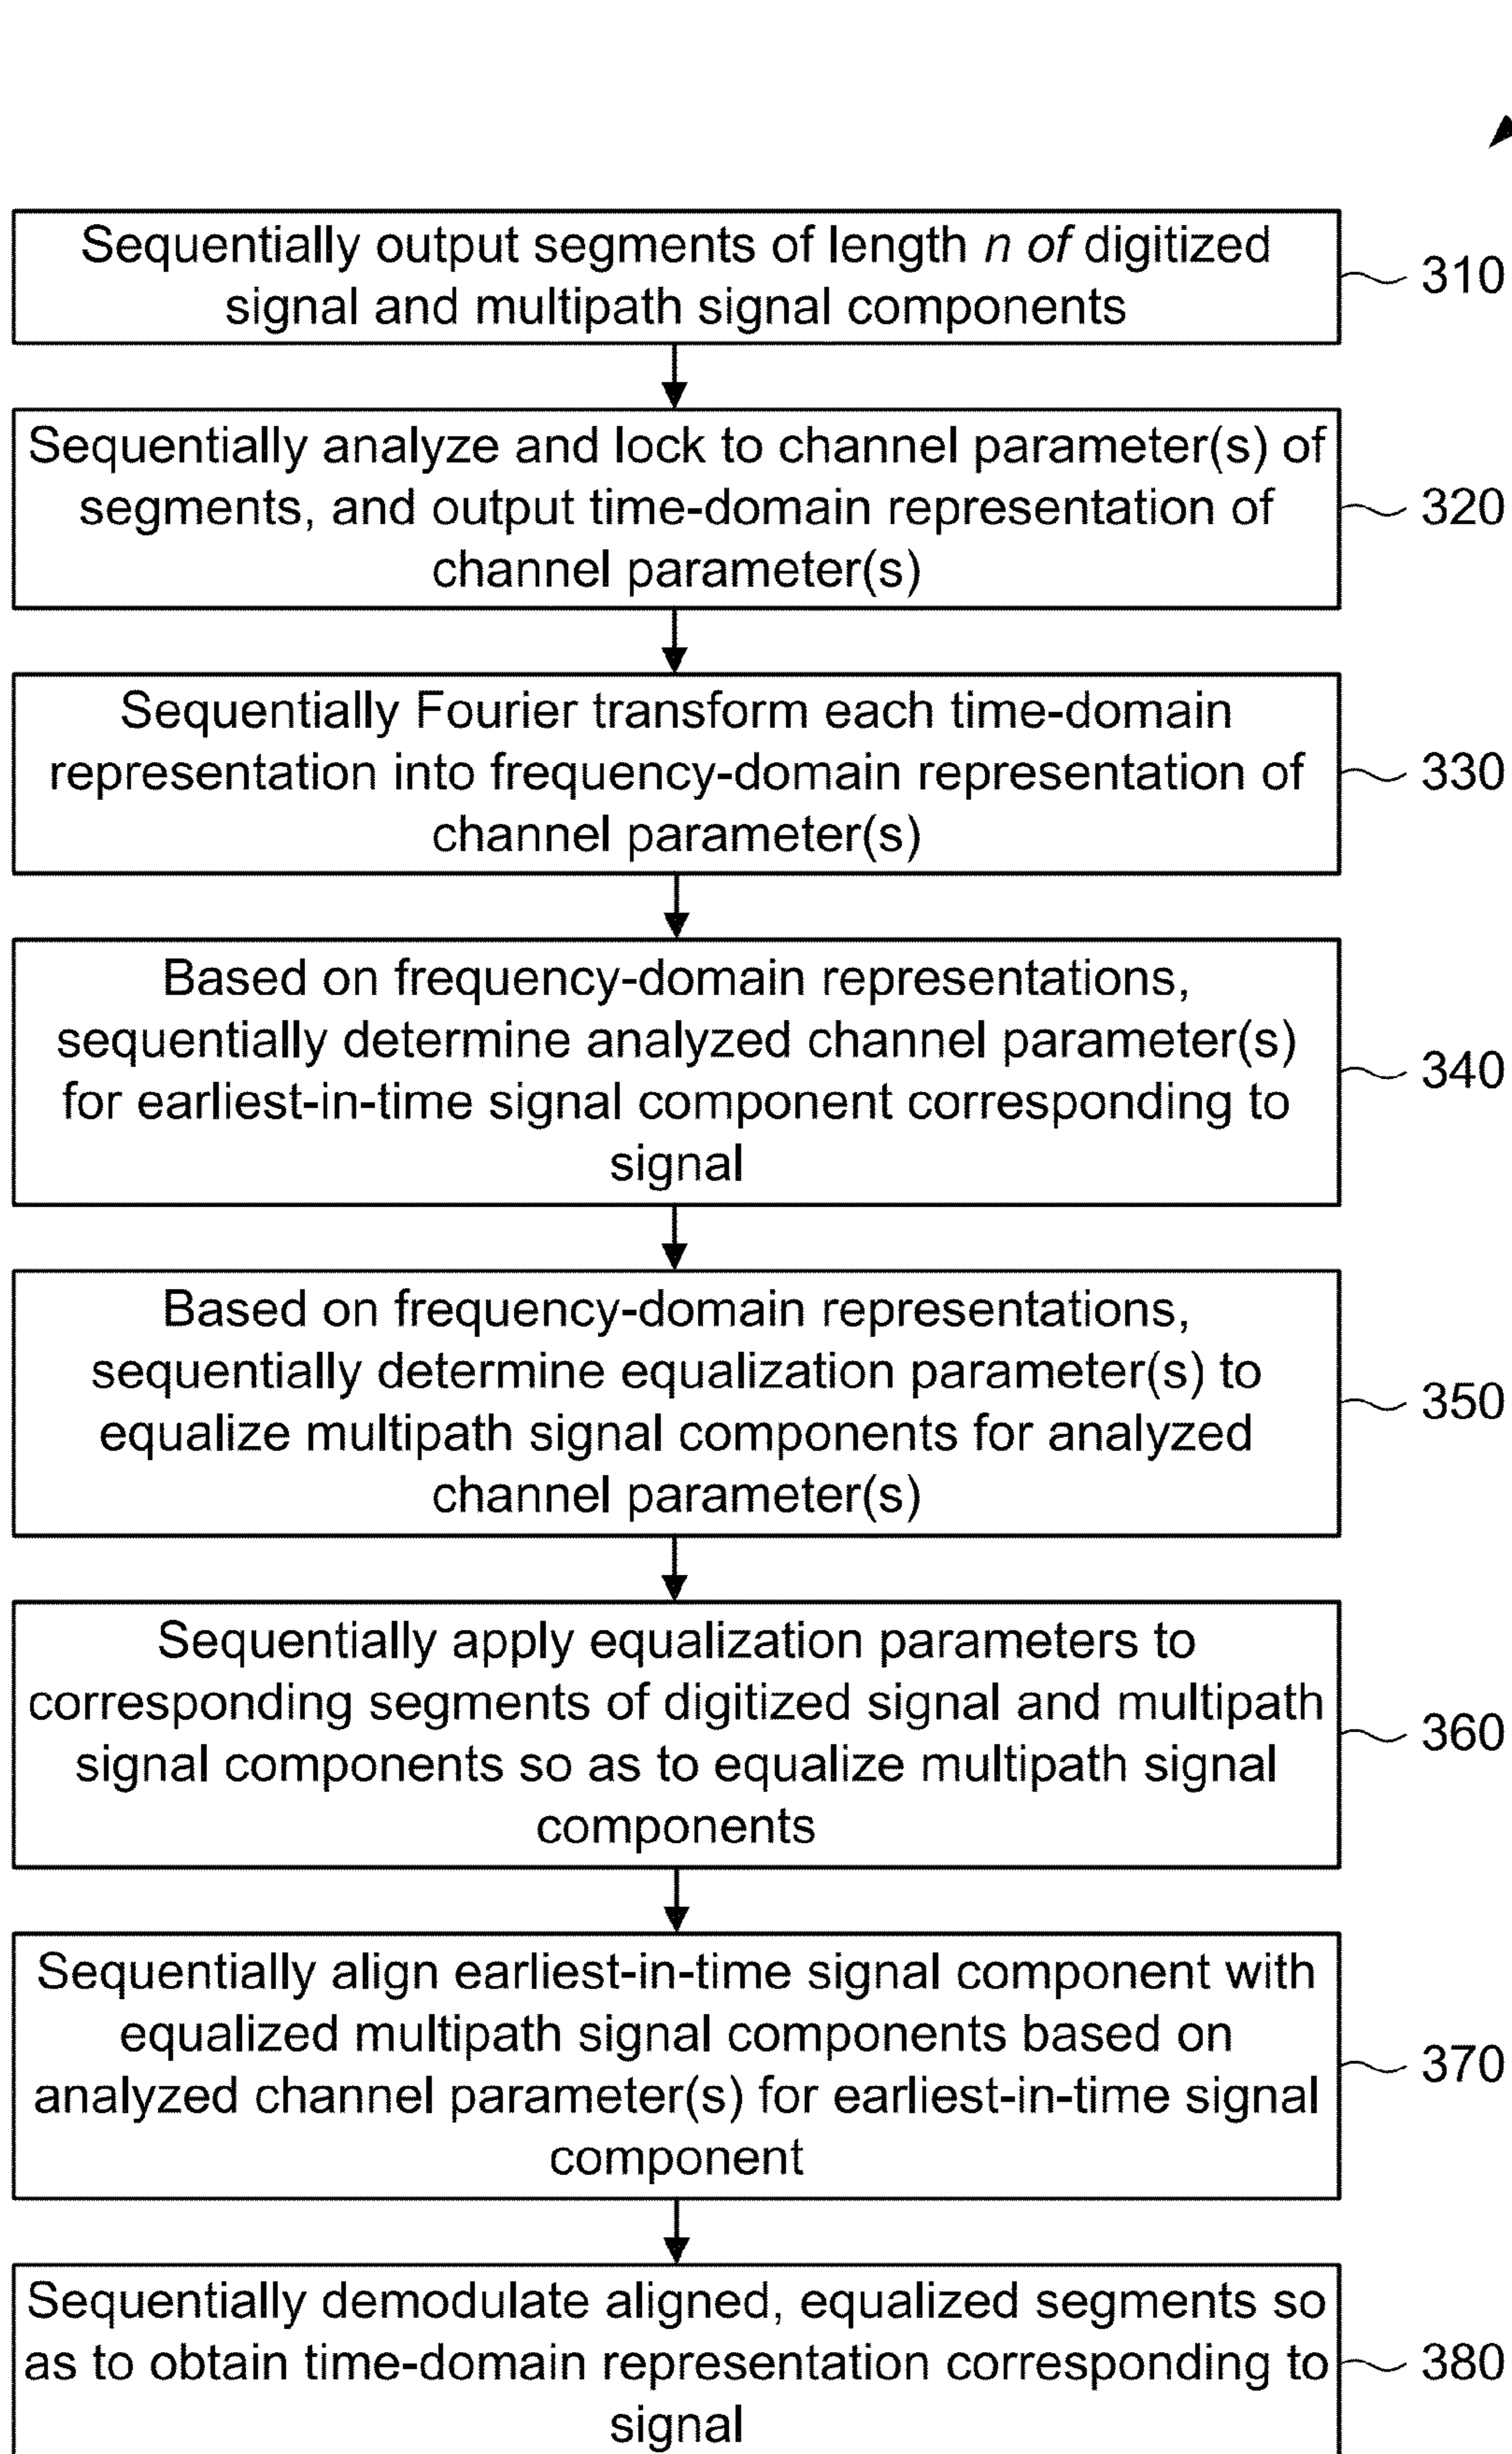 Sequentially output segments of length n of digitized
signal and multipath signal components
310
Sequentially analyze and lock to channel parameter(s) of
segments, and output time-domain representation of
channel parameter(s)
320
Sequentially Fourier transform each time-domain
representation into frequency-domain representation of
channel parameter(s)
330
Based on frequency-domain representations,
sequentially determine analyzed channel parameter(s)
for earliest-in-time signal component corresponding to
signal
340
Based on frequency-domain representations,
sequentially determine equalization parameter(s) to
equalize multipath signal components for analyzed
channel parameter(s)
350
Sequentially apply equalization parameters to
corresponding segments of digitized signal and multipath
signal components so as to equalize multipath signal
components
360
Sequentially align earliest-in-time signal component with
equalized multipath signal components based on
analyzed channel parameter(s) for earliest-in-time signal
component
370
Sequentially demodulate aligned, equalized segments so
as to obtain time-domain representation corresponding to
signal
380